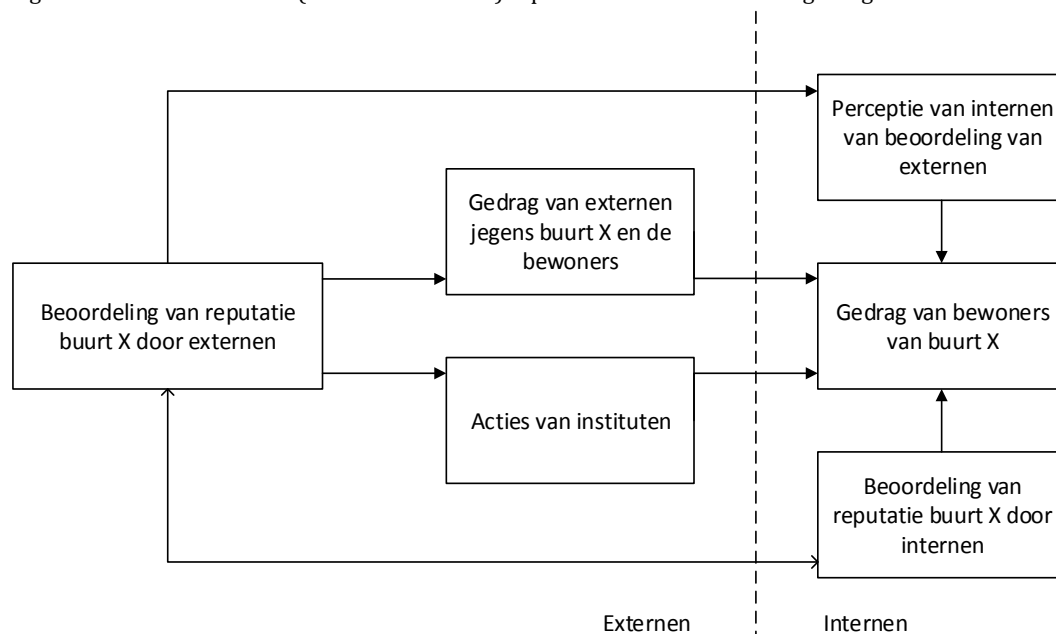 Perceptie van internen
van beoordeling van
externen
Gedrag van externen
jegens buurt X en de
bewoners
Beoordeling van reputatie
buurt X door externen
Gedrag van bewoners
van buurt X
Acties van instituten
Beoordeling van
reputatie buurt X door
internen
Externen
Internen